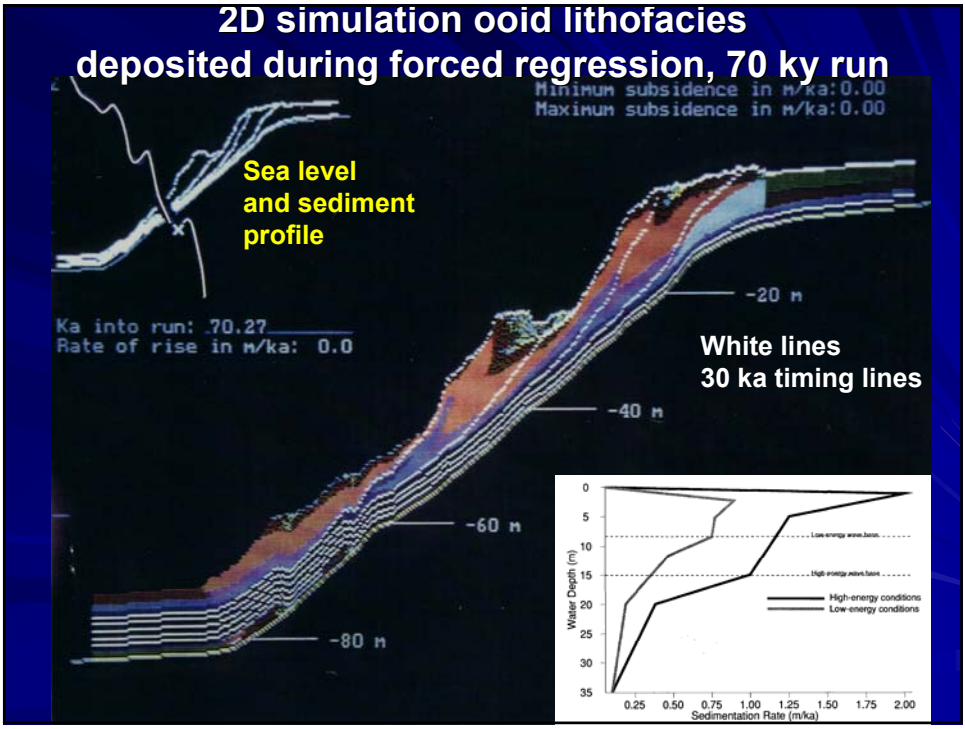 2D simulation ooid lithofacies
deposited during forced regression, 70 ky run
Minimum subsidence in m/ka:0.00
Maximum subsidence in m/ka:0.00
Sea level
and sediment
profile
-20 m
Ka into run: 70.27
Rate of rise in m/ka: 0.0
White lines
30 ka timing lines
-40 m
-60 m
-80 m
0
5
10
15
20
25
30
35
Water Depth (m)
Low-energy wave base
High-energy wave base
High-energy conditions
Low-energy conditions
0.25 0.50 0.75 1.00 1.25 1.50 1.75 2.00
Sedimentation Rate (m/ka)